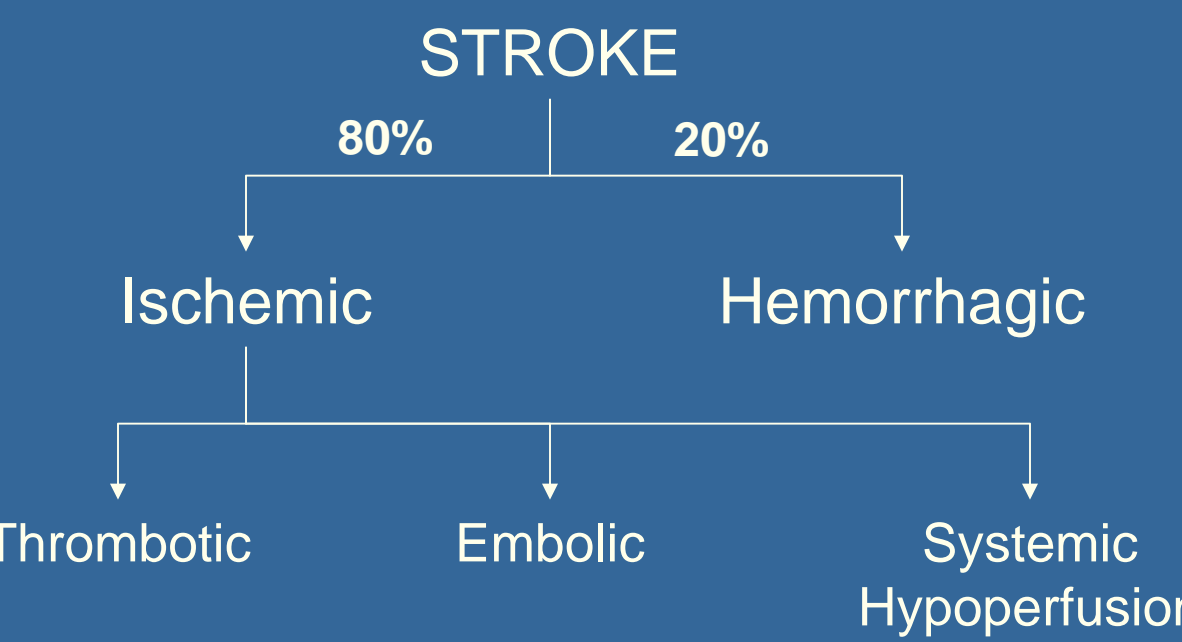 STROKE
80% 20%
Ischemic Hemorrhagic
Thrombotic Embolic Systemic
Hypoperfusion